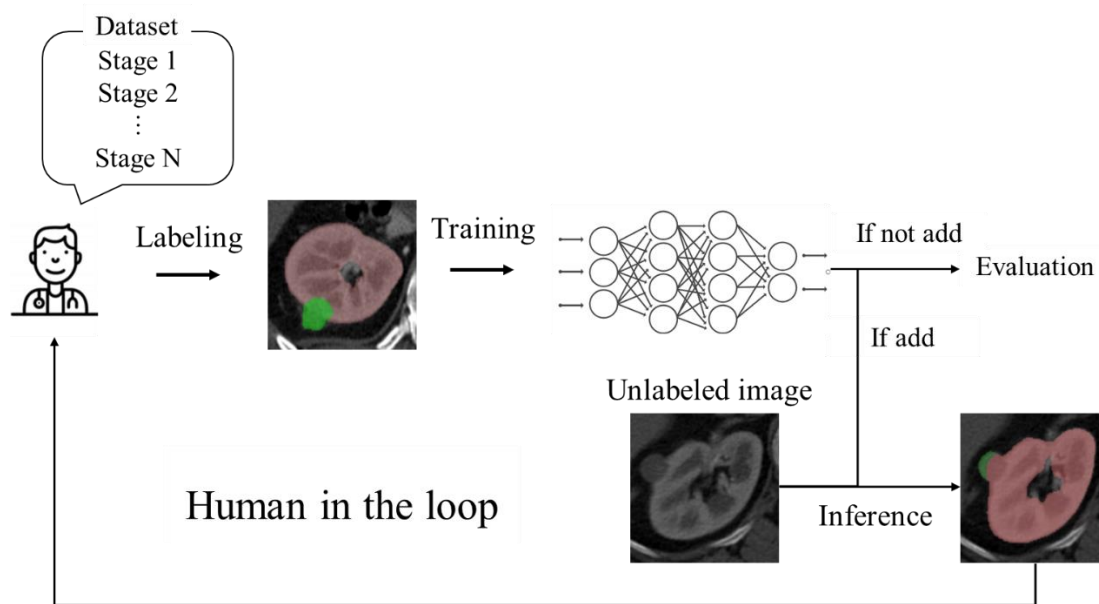 Dataset
Stage 1
Stage 2
⋮
Stage N
Labeling
Training
If not add
Evaluation
If add
Unlabeled image
Inference
Human in the loop